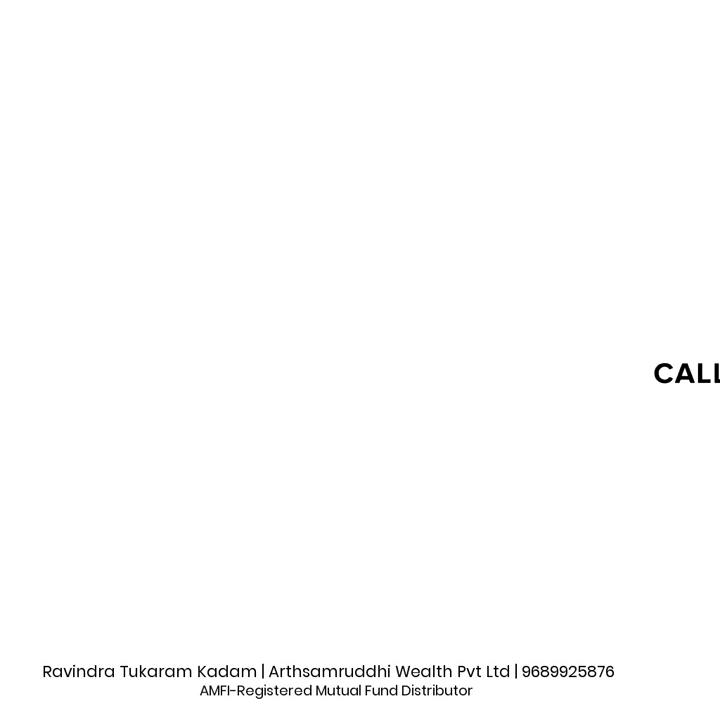 CALL
Ravindra Tukaram Kadam | Arthsamruddhi Wealth Pvt Ltd | 9689925876
AMFI-Registered Mutual Fund Distributor